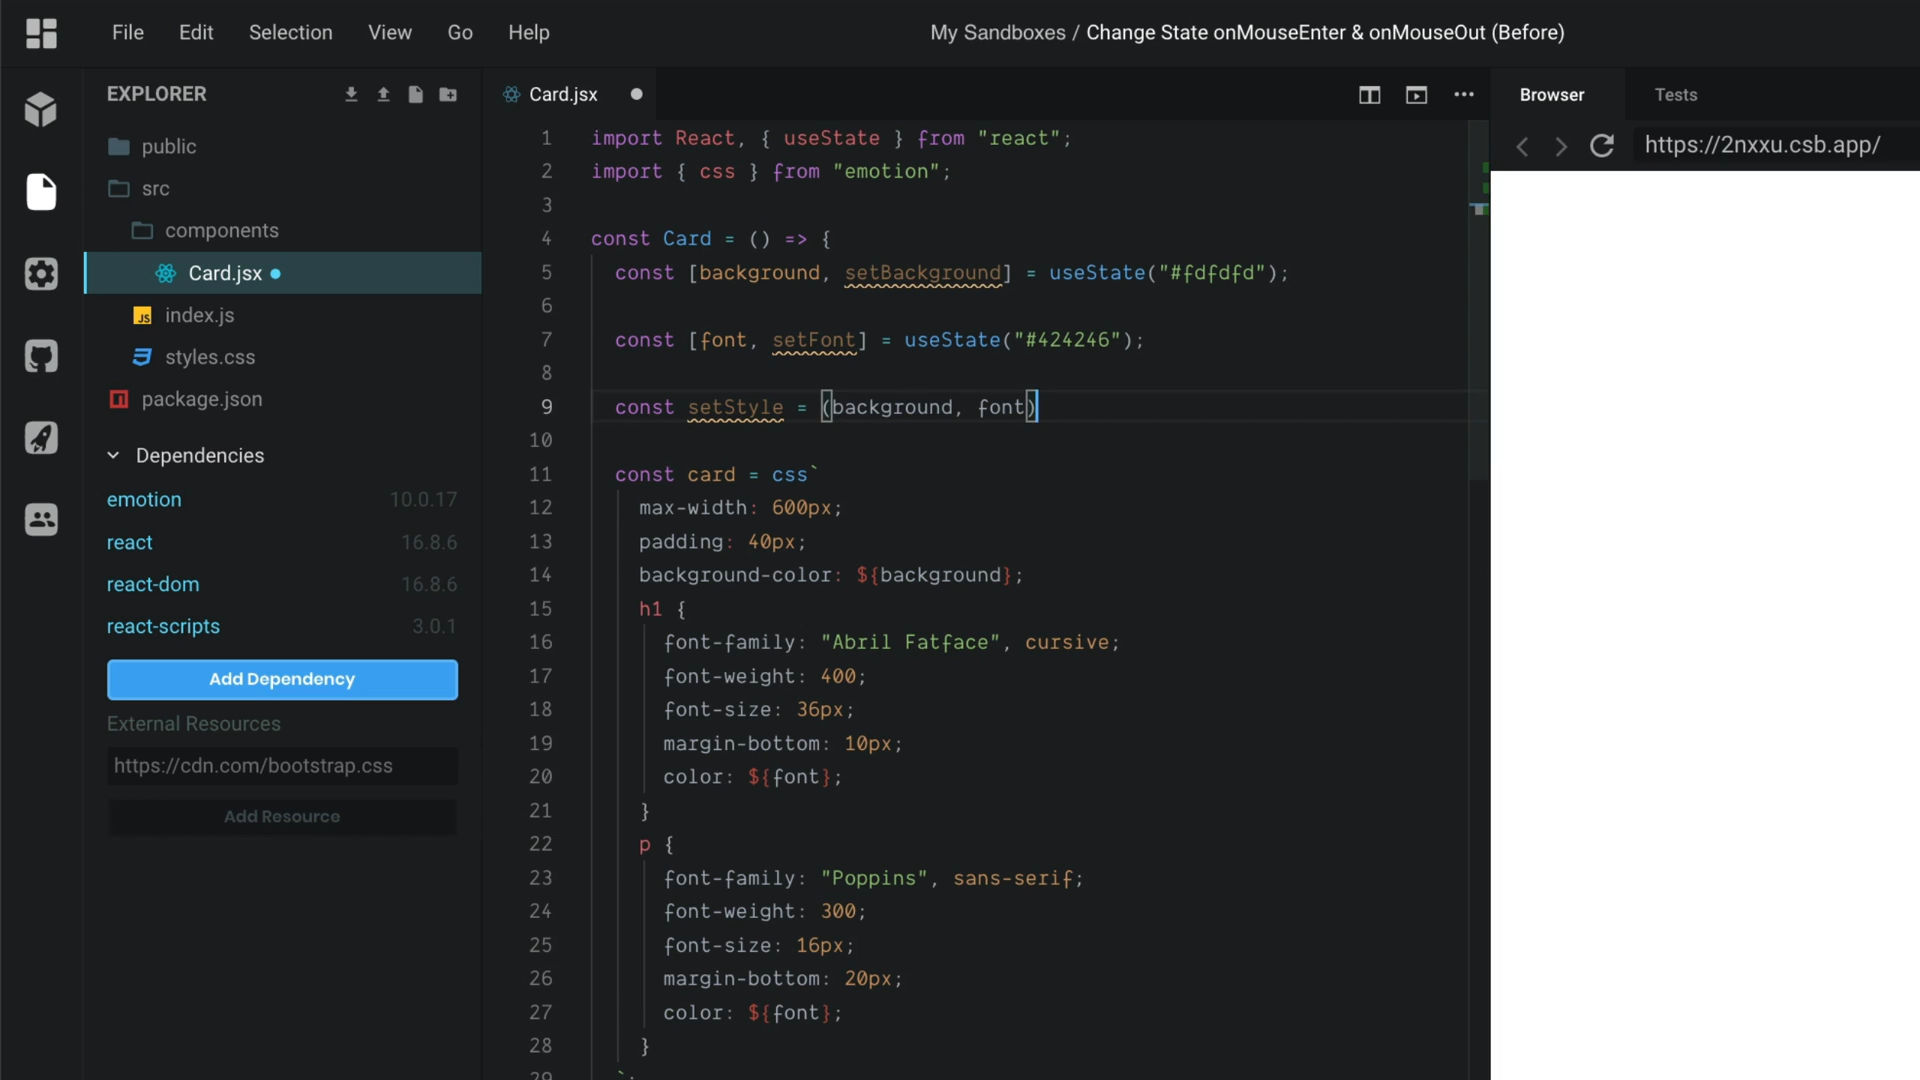 File Edit Selection View Go Help
My Sandboxes / Change State onMouseEnter & onMouseOut (Before)
EXPLORER
public
src
components
Card.jsx
index.js
styles.css
package.json
Dependencies
emotion 10.0.17
react 16.8.6
react-dom 16.8.6
react-scripts 3.0.1
Add Dependency
External Resources
https://cdn.com/bootstrap.css
Add Resource
Card.jsx
1 import React, { useState } from "react";
2 import { css } from "emotion";
3
4 const Card = () => {
5 const [background, setBackground] = useState("#fdfdfd");
6
7 const [font, setFont] = useState("#424246");
8
9 const setStyle = (background, font)
10
11 const card = css`
12 max-width: 600px;
13 padding: 40px;
14 background-color: ${background};
15 h1 {
16 font-family: "Abril Fatface", cursive;
17 font-weight: 400;
18 font-size: 36px;
19 margin-bottom: 10px;
20 color: ${font};
21 }
22 p {
23 font-family: "Poppins", sans-serif;
24 font-weight: 300;
25 font-size: 16px;
26 margin-bottom: 20px;
27 color: ${font};
28 }
29 `;
Browser Tests
https://2nxxu.csb.app/